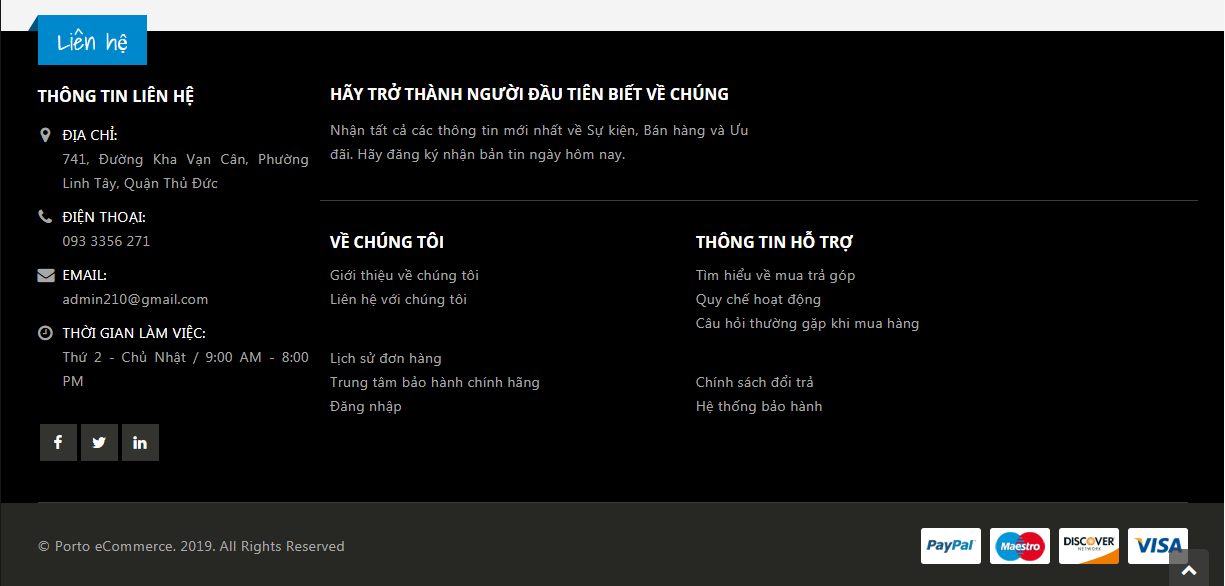 Liên hệ
THÔNG TIN LIÊN HỆ
ĐỊA CHỈ:
741, Đường Kha Vạn Cân, Phường
Linh Tây, Quận Thủ Đức
ĐIỆN THOẠI:
093 3356 271
EMAIL:
admin210@gmail.com
THỜI GIAN LÀM VIỆC:
Thứ 2 - Chủ Nhật / 9:00 AM - 8:00
PM
HÃY TRỞ THÀNH NGƯỜI ĐẦU TIÊN BIẾT VỀ CHÚNG
Nhận tất cả các thông tin mới nhất về Sự kiện, Bán hàng và Ưu
đãi. Hãy đăng ký nhận bản tin ngày hôm nay.
VỀ CHÚNG TÔI
Giới thiệu về chúng tôi
Liên hệ với chúng tôi
Lịch sử đơn hàng
Trung tâm bảo hành chính hãng
Đăng nhập
THÔNG TIN HỖ TRỢ
Tìm hiểu về mua trả góp
Quy chế hoạt động
Câu hỏi thường gặp khi mua hàng
Chính sách đổi trả
Hệ thống bảo hành
© Porto eCommerce. 2019. All Rights Reserved
PayPal
Maestro
DISCOVER
NETWORK
VISA